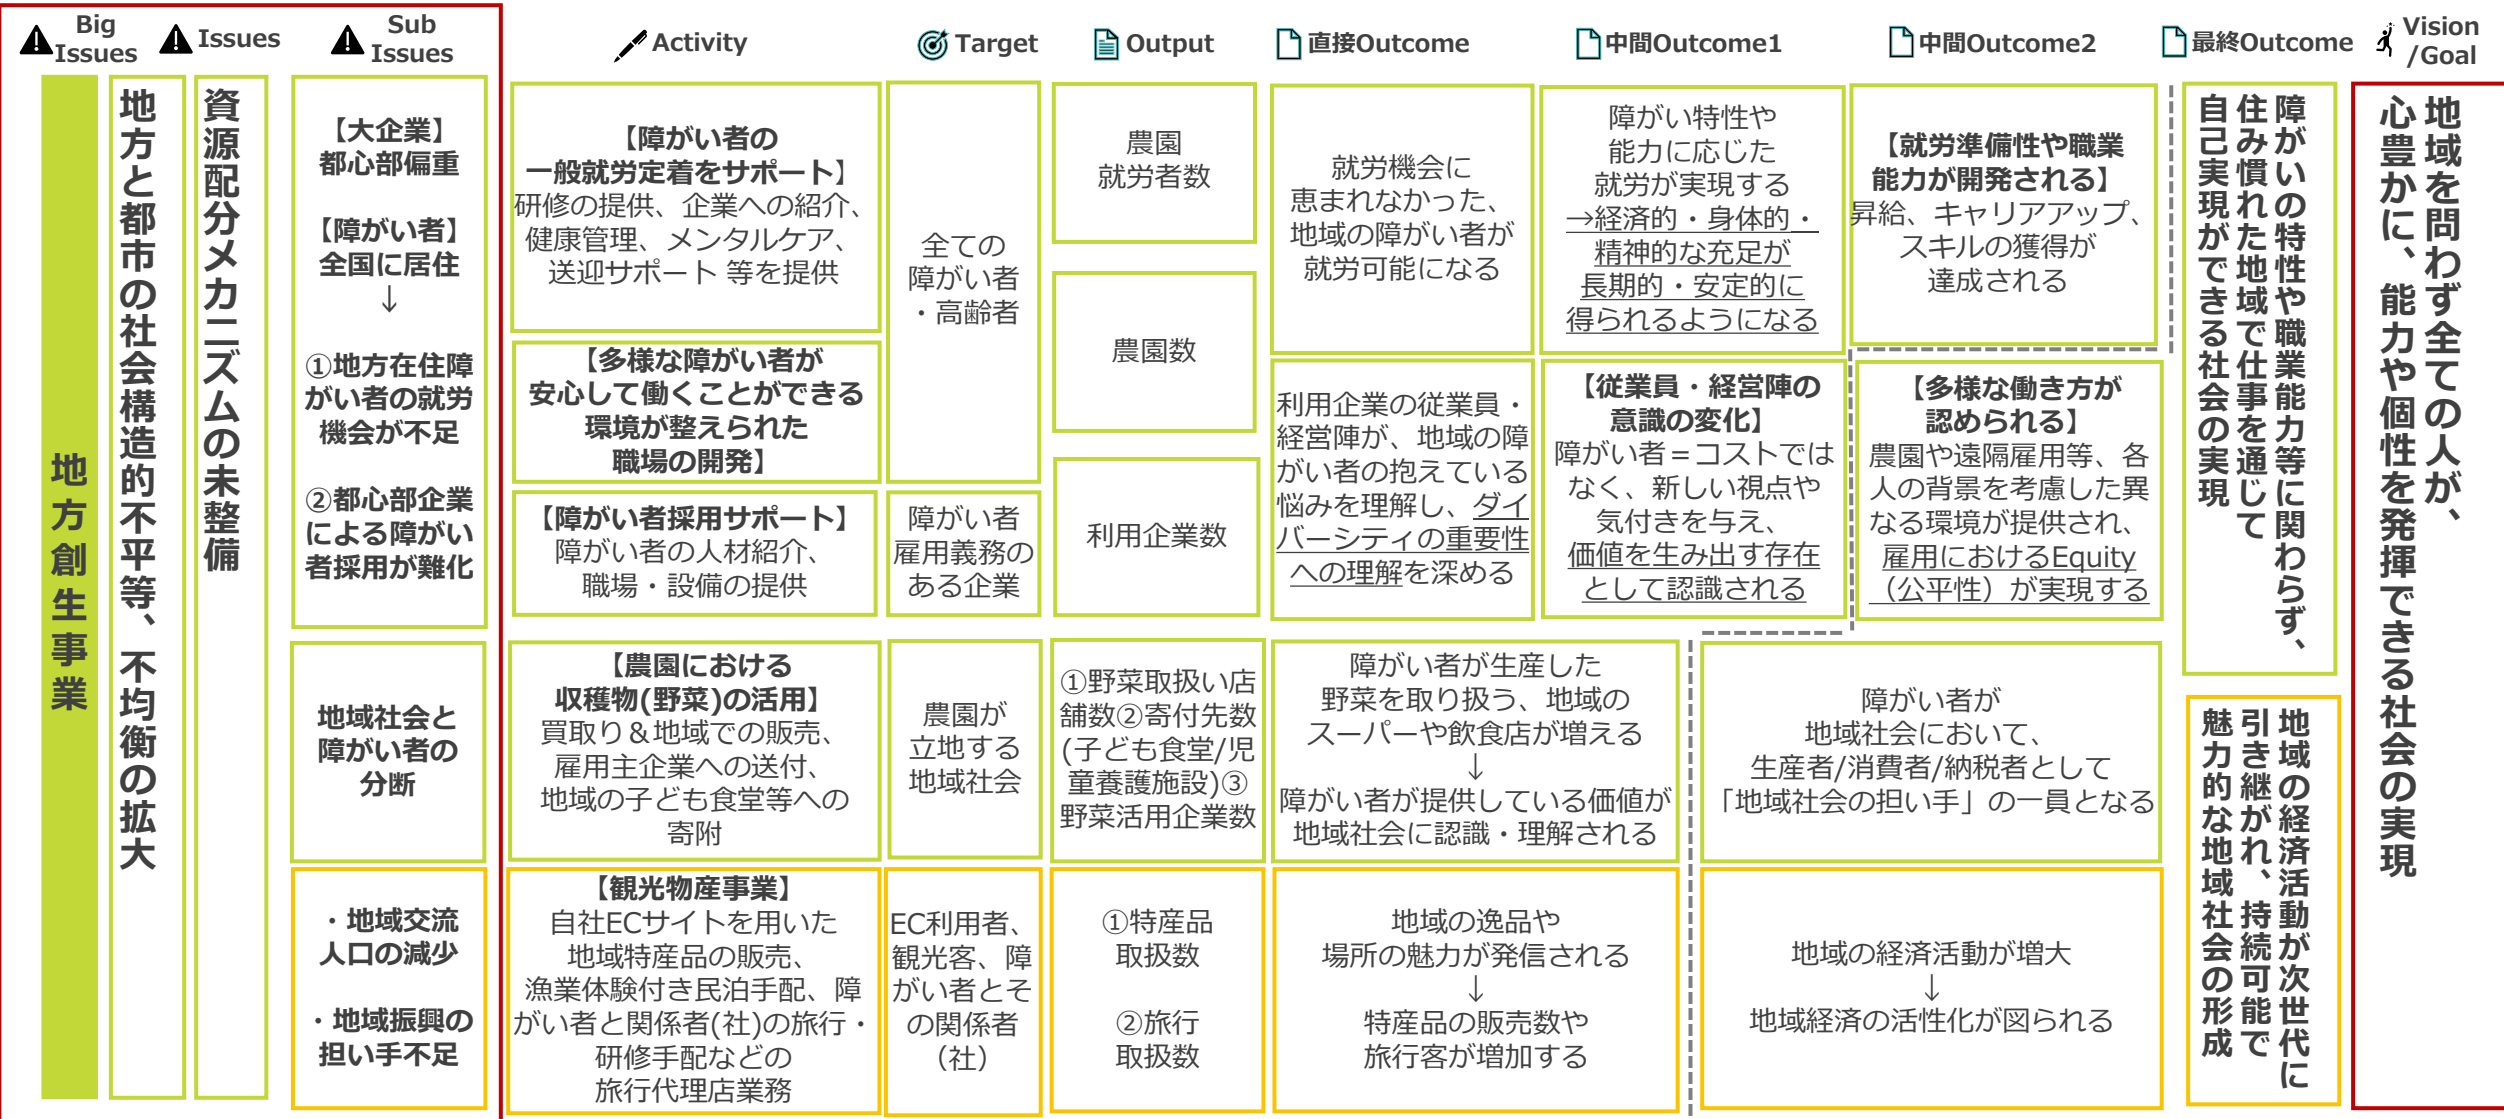 Big
Issues
Issues
Sub
Issues
Activity
Target
Output
直接Outcome
中間Outcome1
中間Outcome2
最終Outcome
Vision
/Goal
地方創生事業
地方と都市の社会構造的不平等、不均衡の拡大
資源配分メカニズムの未整備
【大企業】
都心部偏重
【障がい者】
全国に居住
↓
①地方在住障
がい者の就労
機会が不足
②都心部企業
による障がい
者採用が難化
【障がい者の
一般就労定着をサポート】
研修の提供、企業への紹介、
健康管理、メンタルケア、
送迎サポート 等を提供
【多様な障がい者が
安心して働くことができる
環境が整えられた
職場の開発】
【障がい者採用サポート】
障がい者の人材紹介、
職場・設備の提供
全ての
障がい者
・高齢者
障がい者
雇用義務の
ある企業
農園
就労者数
農園数
利用企業数
就労機会に
恵まれなかった、
地域の障がい者が
就労可能になる
利用企業の従業員・
経営陣が、地域の障
がい者の抱えている
悩みを理解し、ダイ
バーシティの重要性
への理解を深める
障がい特性や
能力に応じた
就労が実現する
→経済的・身体的・
精神的な充足が
長期的・安定的に
得られるようになる
【従業員・経営陣の
意識の変化】
障がい者＝コストでは
なく、新しい視点や
気付きを与え、
価値を生み出す存在
として認識される
【就労準備性や職業
能力が開発される】
昇給、キャリアアップ、
スキルの獲得が
達成される
【多様な働き方が
認められる】
農園や遠隔雇用等、各
人の背景を考慮した異
なる環境が提供され、
雇用におけるEquity
（公平性）が実現する
障がいの特性や職業能力等に関わらず、
住み慣れた地域で仕事を通じて
自己実現ができる社会の実現
地域を問わず全ての人が、
心豊かに、能力や個性を発揮できる社会の実現
地域社会と
障がい者の
分断
【農園における
収穫物(野菜)の活用】
買取り＆地域での販売、
雇用主企業への送付、
地域の子ども食堂等への
寄附
農園が
立地する
地域社会
①野菜取扱い店
舗数②寄付先数
(子ども食堂/児
童養護施設)③
野菜活用企業数
障がい者が生産した
野菜を取り扱う、地域の
スーパーや飲食店が増える
↓
障がい者が提供している価値が
地域社会に認識・理解される
障がい者が
地域社会において、
生産者/消費者/納税者として
「地域社会の担い手」の一員となる
・地域交流
人口の減少
・地域振興の
担い手不足
【観光物産事業】
自社ECサイトを用いた
地域特産品の販売、
漁業体験付き民泊手配、障
がい者と関係者(社)の旅行・
研修手配などの
旅行代理店業務
EC利用者、
観光客、障
がい者とそ
の関係者
（社）
①特産品
取扱数
②旅行
取扱数
地域の逸品や
場所の魅力が発信される
↓
特産品の販売数や
旅行客が増加する
地域の経済活動が増大
↓
地域経済の活性化が図られる
地域の経済活動が次世代に
引き継がれ、持続可能で
魅力的な地域社会の形成